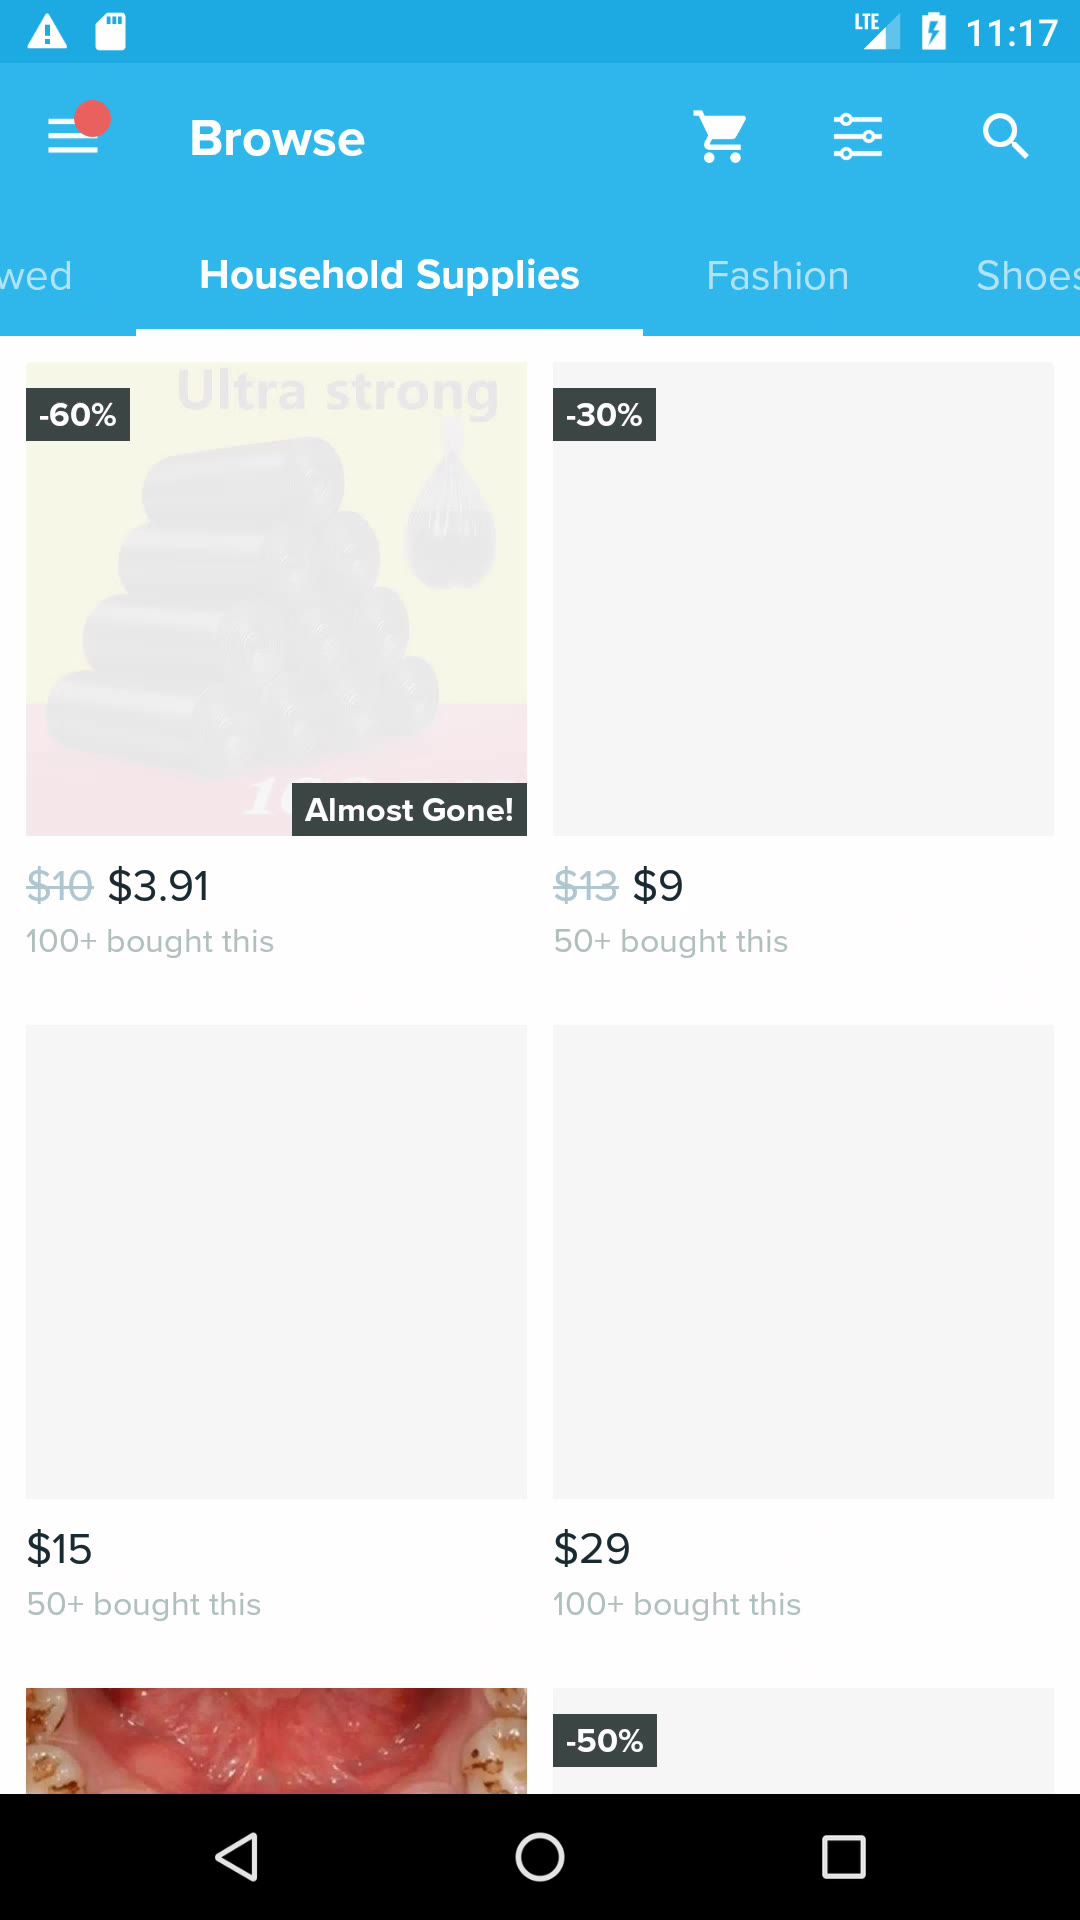 LTE 11:17
Browse
wed Household Supplies Fashion Shoes
Ultra strong
-60%
-30%
Almost Gone!
$10 $3.91
$13 $9
100+ bought this
50+ bought this
$15
$29
50+ bought this
100+ bought this
-50%